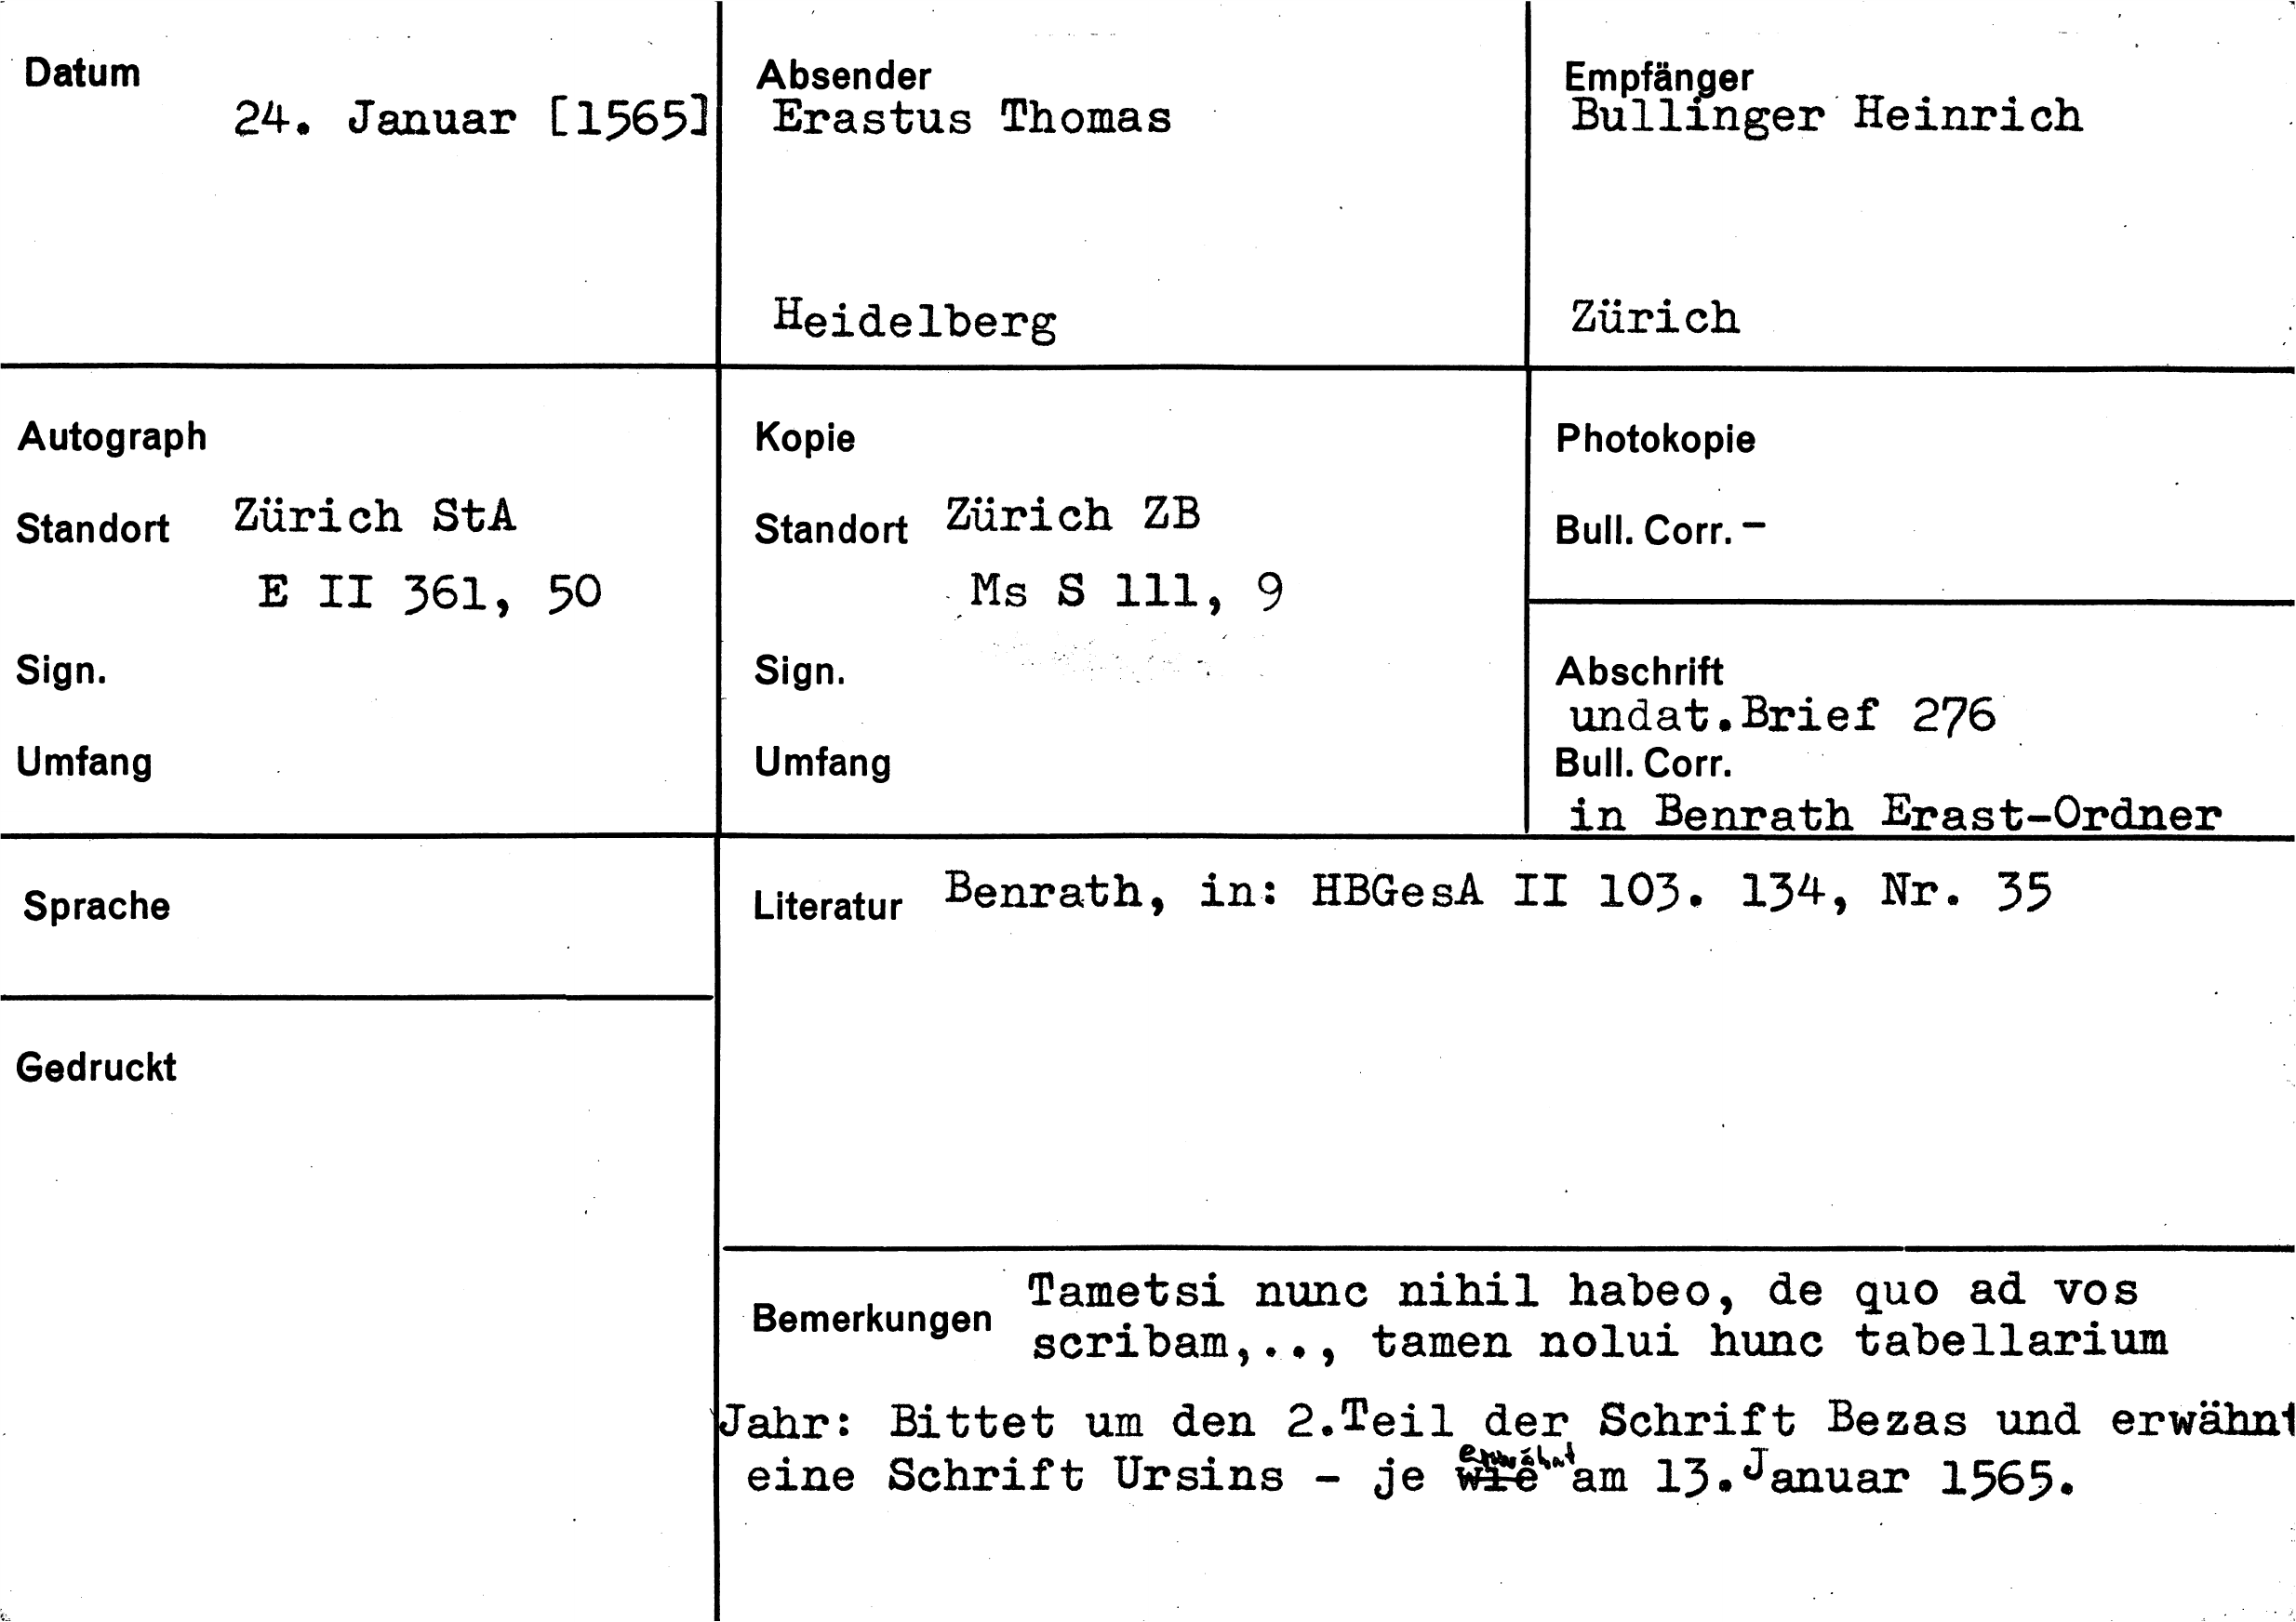 Datum
24. Januar [1565]
Absender
Erastus Thomas
Heidelberg
Empfänger
Bullinger Heinrich
Zürich
Autograph
Standort Zürich StA
E II 361, 50
Sign.
Umfang
Kopie
Standort Zürich ZB
Ms S 111, 9
Sign.
Umfang
Photokopie
Bull. Corr. -
Abschrift
undat.Brief 276
Bull. Corr.
in Benrath Erast-Ordner
Sprache
Gedruckt
Literatur Benrath, in: HBGesA II 103. 134, Nr. 35
Bemerkungen Tametsi nunc nihil habeo, de quo ad vos
scribam,.., tamen nolui hunc tabellarium
Jahr: Bittet um den 2.Teil der Schrift Bezas und erwähnt
erwähnt
eine Schrift Ursins - je wie am 13.Januar 1565.